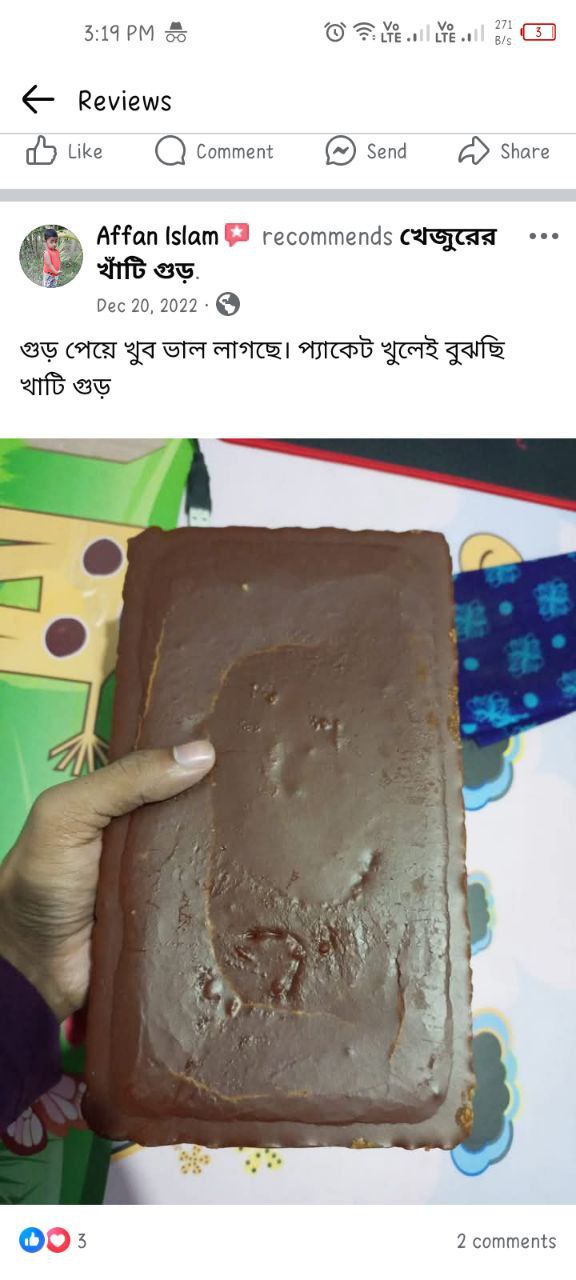 3:19 PM
Vo LTE Vo LTE 271 B/s 3
Reviews
Like Comment Send Share
Affan Islam recommends খেজুরের
খাঁটি গুড়.
Dec 20, 2022 ·
গুড় পেয়ে খুব ভাল লাগছে। প্যাকেট খুলেই বুঝছি
খাটি গুড়
3 2 comments